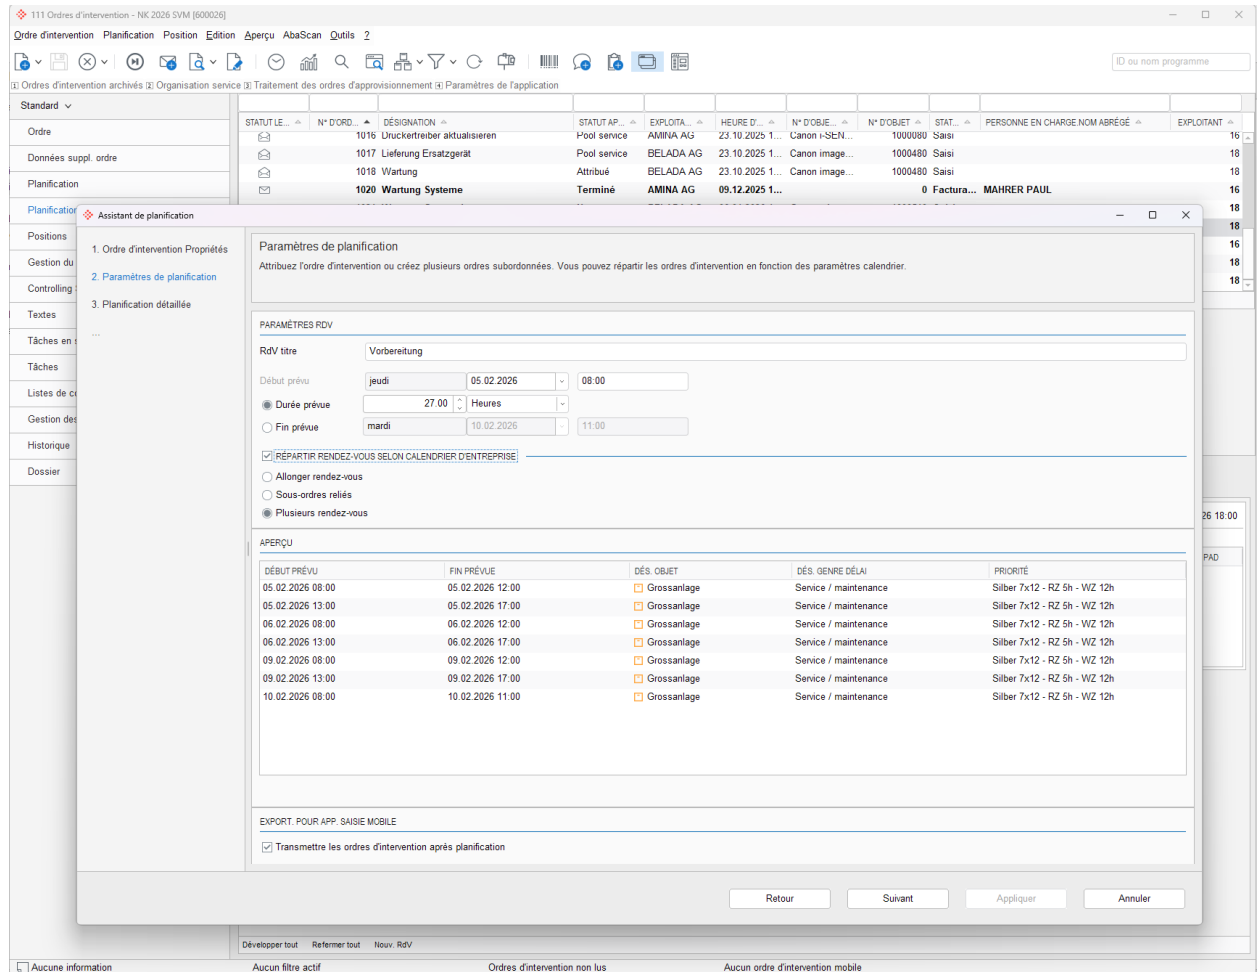 111 Ordres d'intervention - NK 2026 SVM [600026]
Ordre d'intervention Planification Position Edition Aperçu AbaScan Outils ?
ID ou nom programme
1 Ordres d'intervention archivés 2 Organisation service 3 Traitement des ordres d'approvisionnement 4 Paramètres de l'application
Standard
STATUT LE... N° D'ORD... DÉSIGNATION STATUT AP... EXPLOITA... HEURE D'... N° D'OBJE... N° D'OBJET STAT... PERSONNE EN CHARGE.NOM ABRÉGÉ EXPLOITANT
1016 Druckertreiber aktualisieren Pool service AMINA AG 23.10.2025 1... Canon i-SEN... 1000080 Saisi 16
1017 Lieferung Ersatzgerät Pool service BELADA AG 23.10.2025 1... Canon image... 1000480 Saisi 18
1018 Wartung Attribué BELADA AG 23.10.2025 1... Canon image... 1000480 Saisi 18
1020 Wartung Systeme Terminé AMINA AG 09.12.2025 1... 0 Factura... MAHRER PAUL 16
18
18
16
18
18
Ordre
Données suppl. ordre
Planification
Planification
Positions
Gestion du
Controlling
Textes
Tâches en
Tâches
Listes de
Gestion des
Historique
Dossier
26 18:00
PAD
Assistant de planification
1. Ordre d'intervention Propriétés
2. Paramètres de planification
3. Planification détaillée
...
Paramètres de planification
Attribuez l'ordre d'intervention ou créez plusieurs ordres subordonnées. Vous pouvez répartir les ordres d'intervention en fonction des paramètres calendrier.
PARAMÈTRES RDV
RdV titre Vorbereitung
Début prévu jeudi 05.02.2026 08:00
Durée prévue 27.00 Heures
Fin prévue mardi 10.02.2026 11:00
RÉPARTIR RENDEZ-VOUS SELON CALENDRIER D'ENTREPRISE
Allonger rendez-vous
Sous-ordres reliés
Plusieurs rendez-vous
APERÇU
DÉBUT PRÉVU FIN PRÉVUE DÉS. OBJET DÉS. GENRE DÉLAI PRIORITÉ
05.02.2026 08:00 05.02.2026 12:00 Grossanlage Service / maintenance Silber 7x12 - RZ 5h - WZ 12h
05.02.2026 13:00 05.02.2026 17:00 Grossanlage Service / maintenance Silber 7x12 - RZ 5h - WZ 12h
06.02.2026 08:00 06.02.2026 12:00 Grossanlage Service / maintenance Silber 7x12 - RZ 5h - WZ 12h
06.02.2026 13:00 06.02.2026 17:00 Grossanlage Service / maintenance Silber 7x12 - RZ 5h - WZ 12h
09.02.2026 08:00 09.02.2026 12:00 Grossanlage Service / maintenance Silber 7x12 - RZ 5h - WZ 12h
09.02.2026 13:00 09.02.2026 17:00 Grossanlage Service / maintenance Silber 7x12 - RZ 5h - WZ 12h
10.02.2026 08:00 10.02.2026 11:00 Grossanlage Service / maintenance Silber 7x12 - RZ 5h - WZ 12h
EXPORT. POUR APP. SAISIE MOBILE
Transmettre les ordres d'intervention après planification
Retour Suivant Appliquer Annuler
Développer tout Refermer tout Nouv. RdV
Aucune information Aucun filtre actif Ordres d'intervention non lus Aucun ordre d'intervention mobile